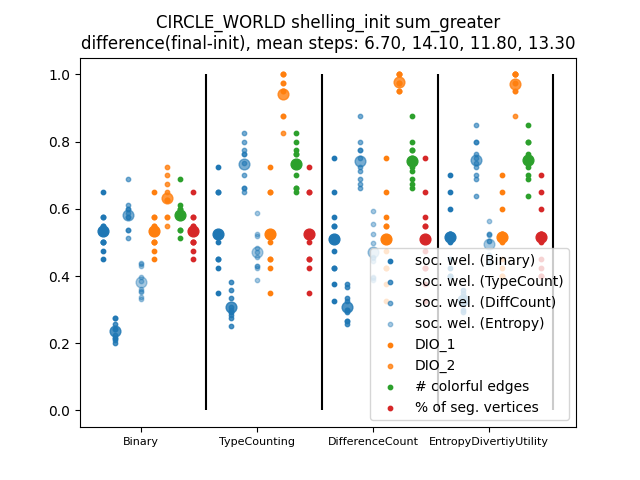 CIRCLE_WORLD shelling_init sum_greater
difference(final-init), mean steps: 6.70, 14.10, 11.80, 13.30
1.0
0.8
0.6
0.4
0.2
0.0
soc. wel. (Binary)
soc. wel. (TypeCount)
soc. wel. (DiffCount)
soc. wel. (Entropy)
DIO_1
DIO_2
# colorful edges
% of seg. vertices
Binary
TypeCounting
DifferenceCount
EntropyDivertiyUtility